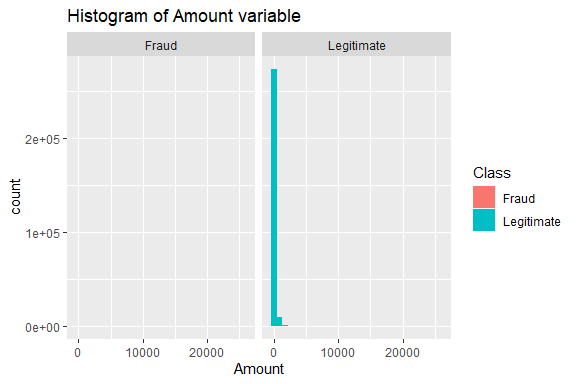 Histogram of Amount variable
Fraud Legitimate
2e+05
1e+05
0e+00
count
0 10000 20000 0 10000 20000
Amount
Class
Fraud
Legitimate